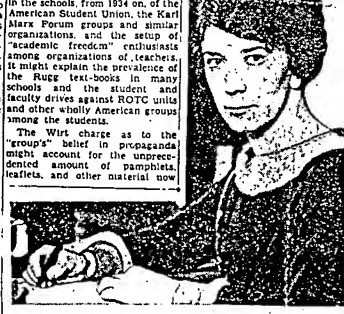 in the schools, from 1934 on, of the
American Student Union, the Karl
Marx Forum groups and similar
organizations, and the setup of
"academic freedom" enthusiasts
among organizations of teachers.
It might explain the prevalence of
the Rugg text-books in many
schools and the student and
faculty drives against ROTC units
and other wholly American groups
among the students.
The Wirt charge as to the
"group's" belief in propaganda
might account for the unprece-
dented amount of pamphlets,
leaflets, and other material now